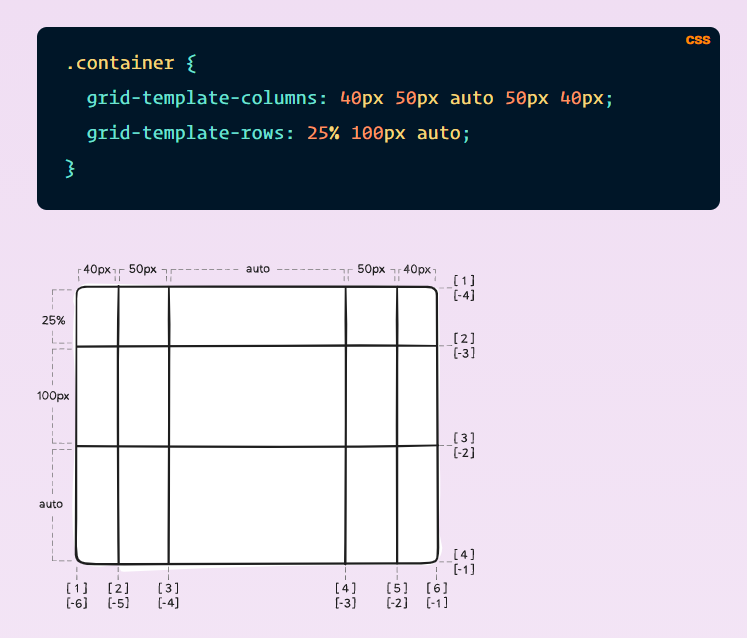 css
.container {
grid-template-columns: 40px 50px auto 50px 40px;
grid-template-rows: 25% 100px auto;
}
40px 50px auto 50px 40px
[1]
[-4]
25%
[2]
[-3]
100px
[3]
[-2]
auto
[4]
[-1]
[1] [2] [3] [4] [5] [6]
[-6] [-5] [-4] [-3] [-2] [-1]